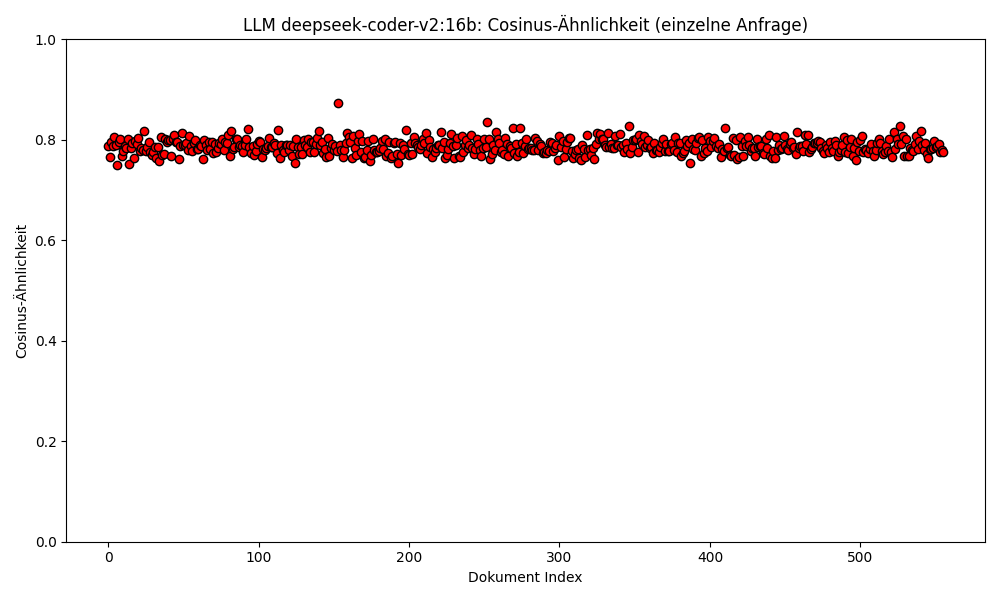 LLM deepseek-coder-v2:16b: Cosinus-Ähnlichkeit (einzelne Anfrage)
1.0
0.8
0.6
0.4
0.2
0.0
Cosinus-Ähnlichkeit
0 100 200 300 400 500
Dokument Index